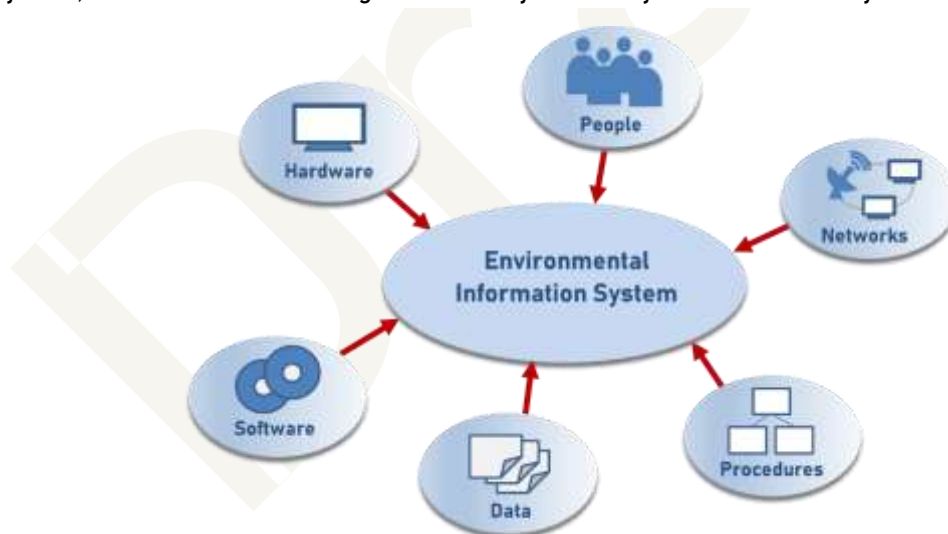 People
Hardware
Networks
Environmental
Information System
Software
Procedures
Data